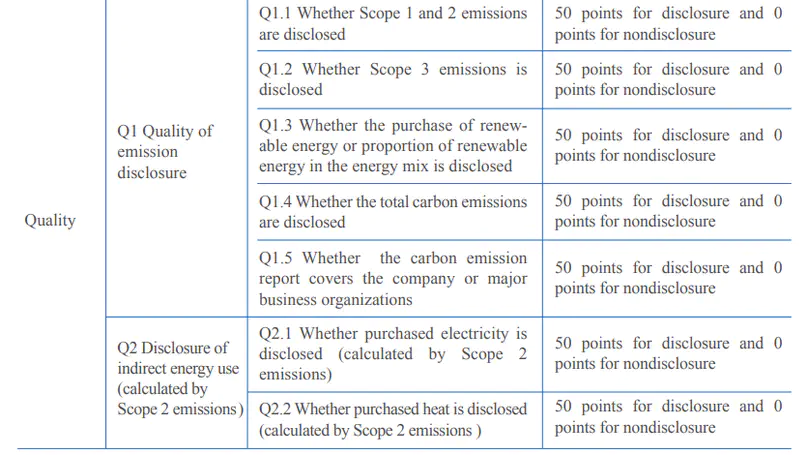 Quality
Q1 Quality of
emission
disclosure
Q1.1 Whether Scope 1 and 2 emissions
are disclosed
50 points for disclosure and 0
points for nondisclosure
Q1.2 Whether Scope 3 emissions is
disclosed
50 points for disclosure and 0
points for nondisclosure
Q1.3 Whether the purchase of renew-
able energy or proportion of renewable
energy in the energy mix is disclosed
50 points for disclosure and 0
points for nondisclosure
Q1.4 Whether the total carbon emissions
are disclosed
50 points for disclosure and 0
points for nondisclosure
Q1.5 Whether the carbon emission
report covers the company or major
business organizations
50 points for disclosure and 0
points for nondisclosure
Q2 Disclosure of
indirect energy use
(calculated by
Scope 2 emissions)
Q2.1 Whether purchased electricity is
disclosed (calculated by Scope 2
emissions)
50 points for disclosure and 0
points for nondisclosure
Q2.2 Whether purchased heat is disclosed
(calculated by Scope 2 emissions )
50 points for disclosure and 0
points for nondisclosure